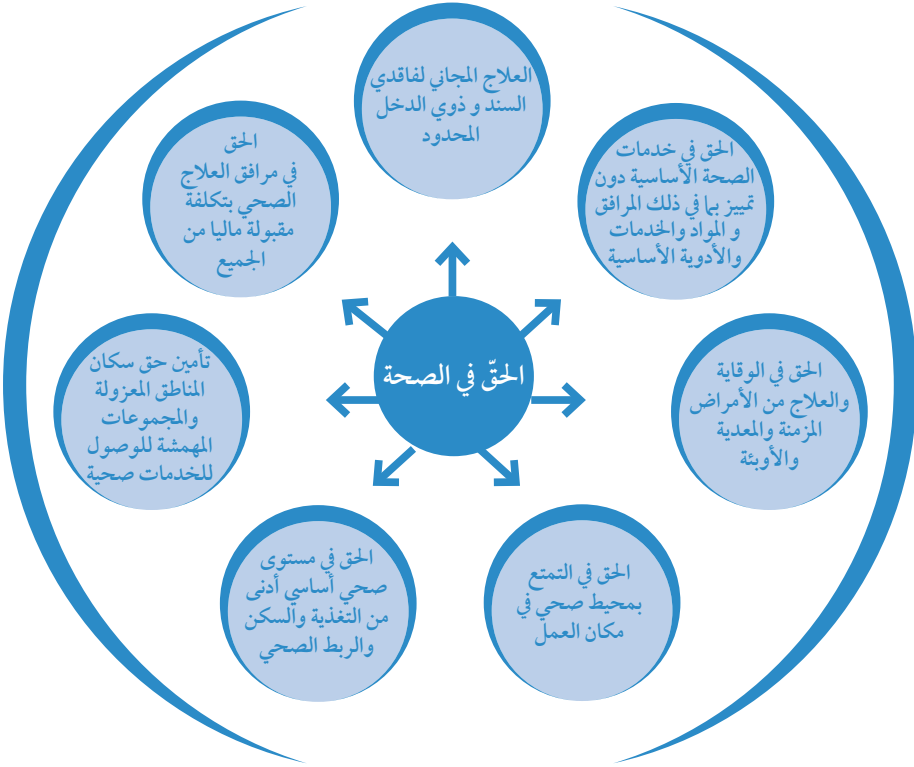 العلاج المجاني لفاقدي
السند و ذوي الدخل
المحدود
الحق في خدمات
الصحة الأساسية دون
تمييز بما في ذلك المرافق
و المواد والخدمات
والأدوية الأساسية
الحق
في مرافق العلاج
الصحي بتكلفة
مقبولة ماليا من
الجميع
الحقّ في الصحة
الحق في الوقاية
والعلاج من الأمراض
المزمنة والمعدية
والأوبئة
تأمين حق سكان
المناطق المعزولة
والمجموعات
المهمشة للوصول
للخدمات صحية
الحق في التمتع
بمحيط صحي في
مكان العمل
الحق في مستوى
صحي أساسي أدنى
من التغذية والسكن
والربط الصحي